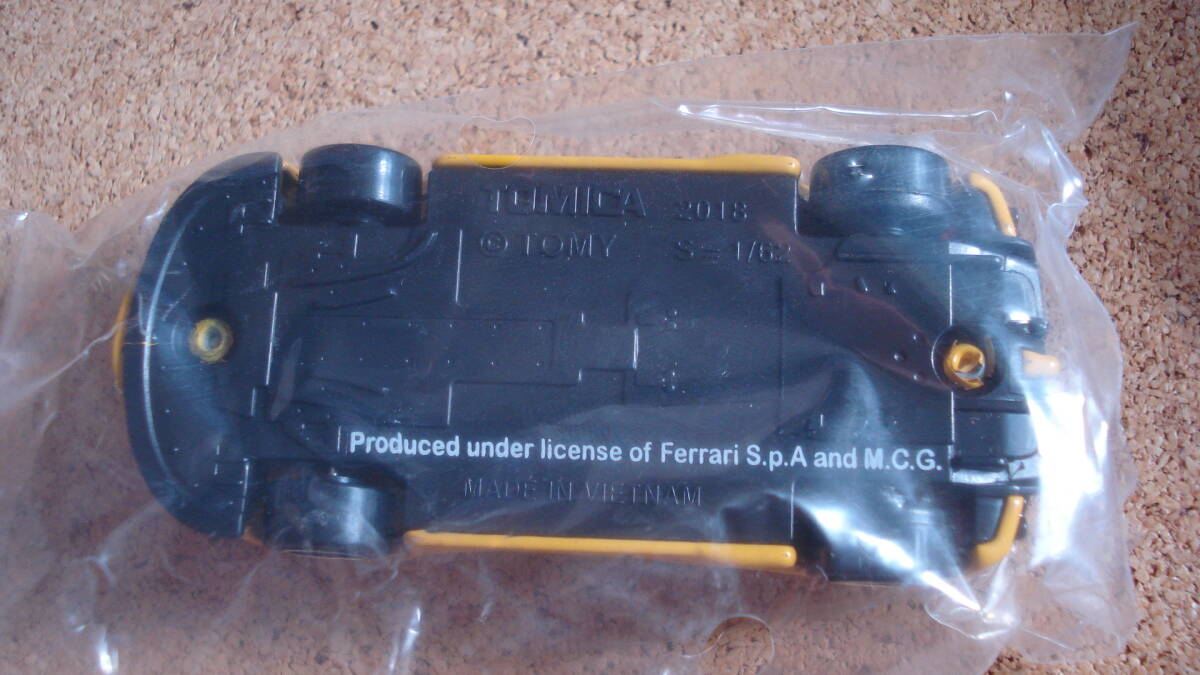 TOMICA 2018
© TOMY S=1/62
Produced under license of Ferrari S.p.A and M.C.G.
MADE IN VIETNAM